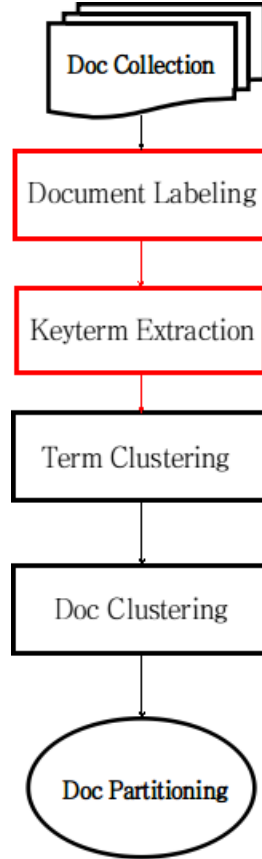 Doc Collection
Document Labeling
Keyterm Extraction
Term Clustering
Doc Clustering
Doc Partitioning